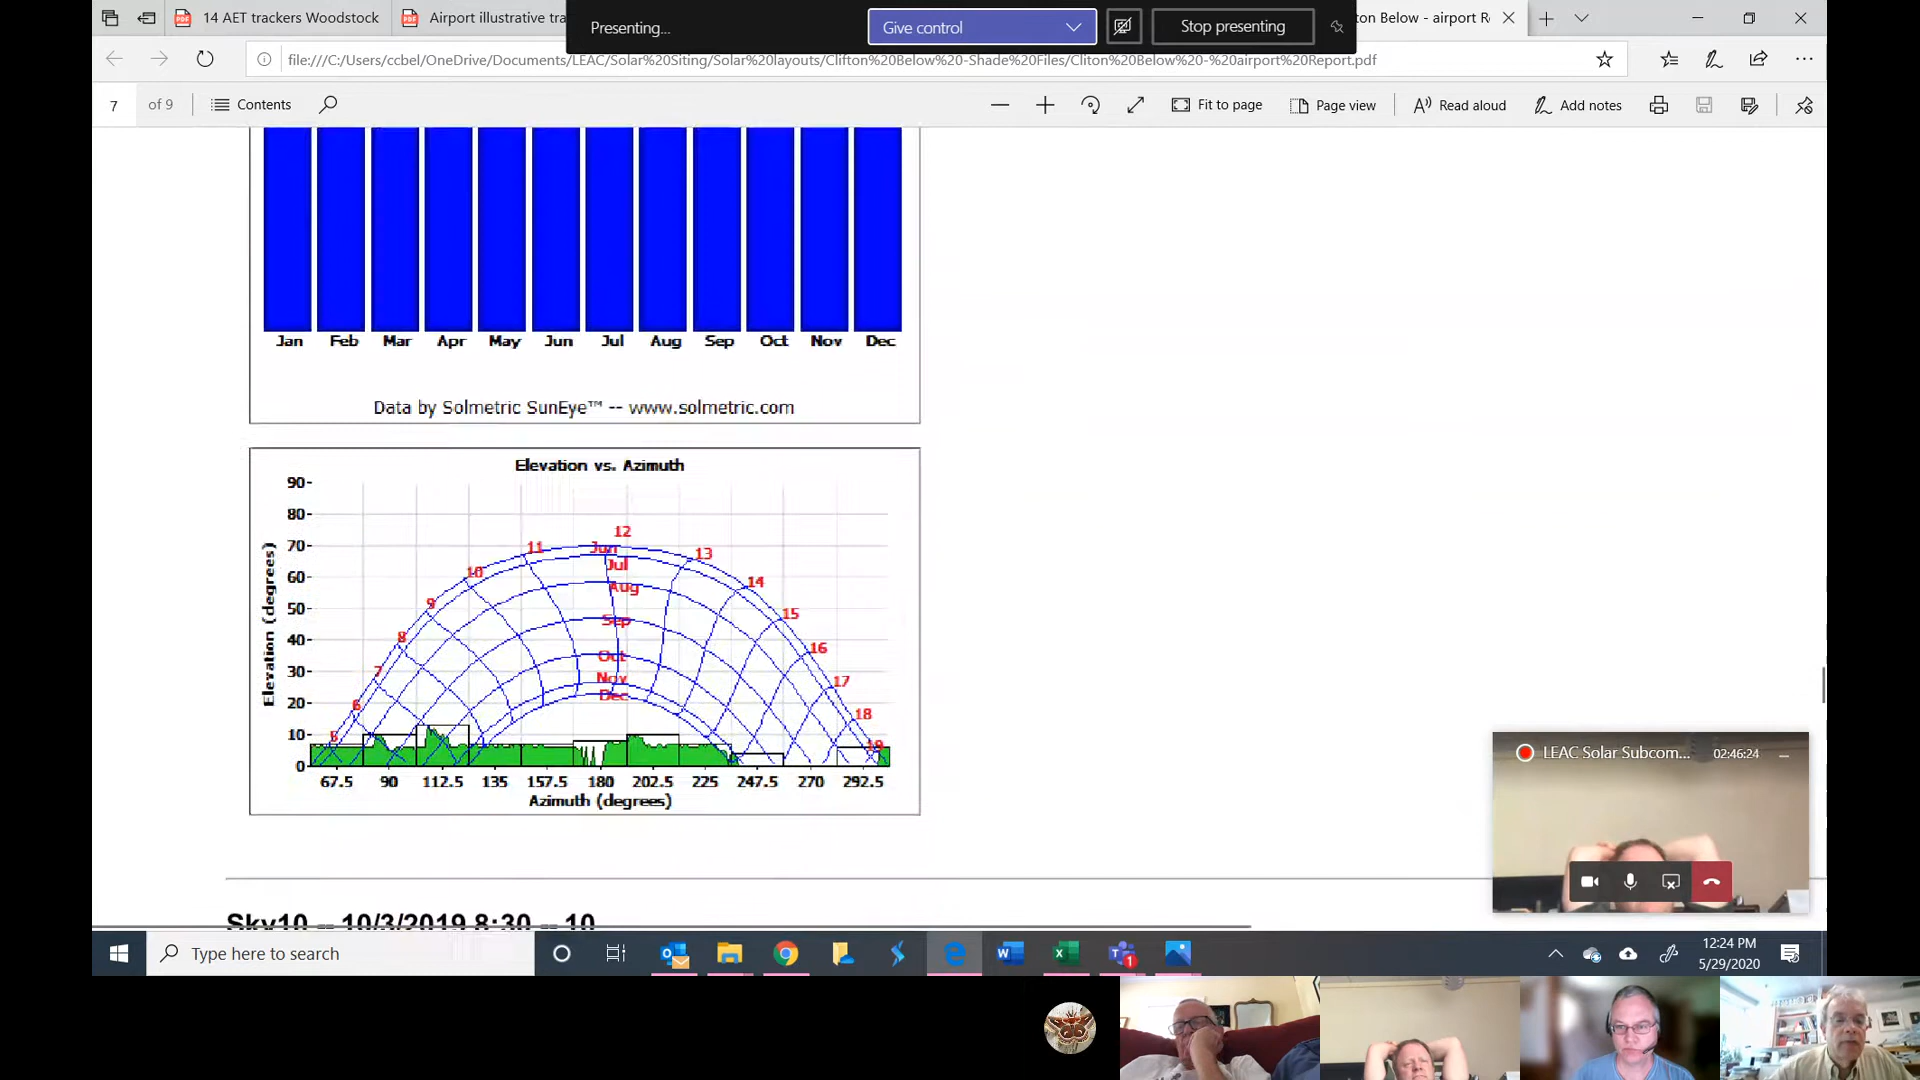 14 AET trackers Woodstock
Airport illustrative tra
Presenting...
Give control
Stop presenting
ton Below - airport R
file:///C:/Users/ccbel/OneDrive/Documents/LEAC/Solar%20Siting/Solar%20layouts/Clifton%20Below%20-Shade%20Files/Cliton%20Below%20-%20airport%20Report.pdf
7 of 9
Contents
Fit to page
Page view
Read aloud
Add notes
Jan Feb Mar Apr May Jun Jul Aug Sep Oct Nov Dec
Data by Solmetric SunEye™ -- www.solmetric.com
Elevation vs. Azimuth
Elevation (degrees)
90
80
70
60
50
40
30
20
10
0
5
6
7
8
9
10
11
12
13
14
15
16
17
18
19
Jun
Jul
Aug
Sep
Oct
Nov
Dec
67.5 90 112.5 135 157.5 180 202.5 225 247.5 270 292.5
Azimuth (degrees)
Sky10 -- 10/3/2019 8:30 -- 10
LEAC Solar Subcom... 02:46:24
Type here to search
1
12:24 PM
5/29/2020